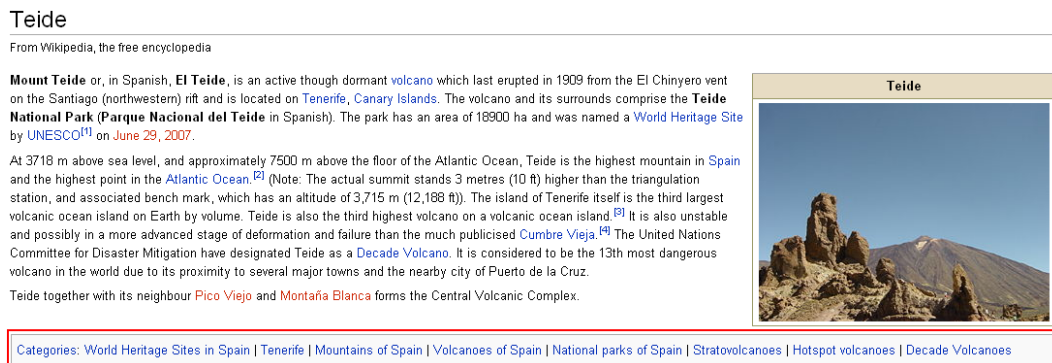 Teide
From Wikipedia, the free encyclopedia
Mount Teide or, in Spanish, El Teide, is an active though dormant volcano which last erupted in 1909 from the El Chinyero vent
on the Santiago (northwestern) rift and is located on Tenerife, Canary Islands. The volcano and its surrounds comprise the Teide
National Park (Parque Nacional del Teide in Spanish). The park has an area of 18900 ha and was named a World Heritage Site
by UNESCO[1] on June 29, 2007.
At 3718 m above sea level, and approximately 7500 m above the floor of the Atlantic Ocean, Teide is the highest mountain in Spain
and the highest point in the Atlantic Ocean.[2] (Note: The actual summit stands 3 metres (10 ft) higher than the triangulation
station, and associated bench mark, which has an altitude of 3,715 m (12,188 ft)). The island of Tenerife itself is the third largest
volcanic ocean island on Earth by volume. Teide is also the third highest volcano on a volcanic ocean island.[3] It is also unstable
and possibly in a more advanced stage of deformation and failure than the much publicised Cumbre Vieja.[4] The United Nations
Committee for Disaster Mitigation have designated Teide as a Decade Volcano. It is considered to be the 13th most dangerous
volcano in the world due to its proximity to several major towns and the nearby city of Puerto de la Cruz.
Teide together with its neighbour Pico Viejo and Montaña Blanca forms the Central Volcanic Complex.
Teide
Categories: World Heritage Sites in Spain | Tenerife | Mountains of Spain | Volcanoes of Spain | National parks of Spain | Stratovolcanoes | Hotspot volcanoes | Decade Volcanoes